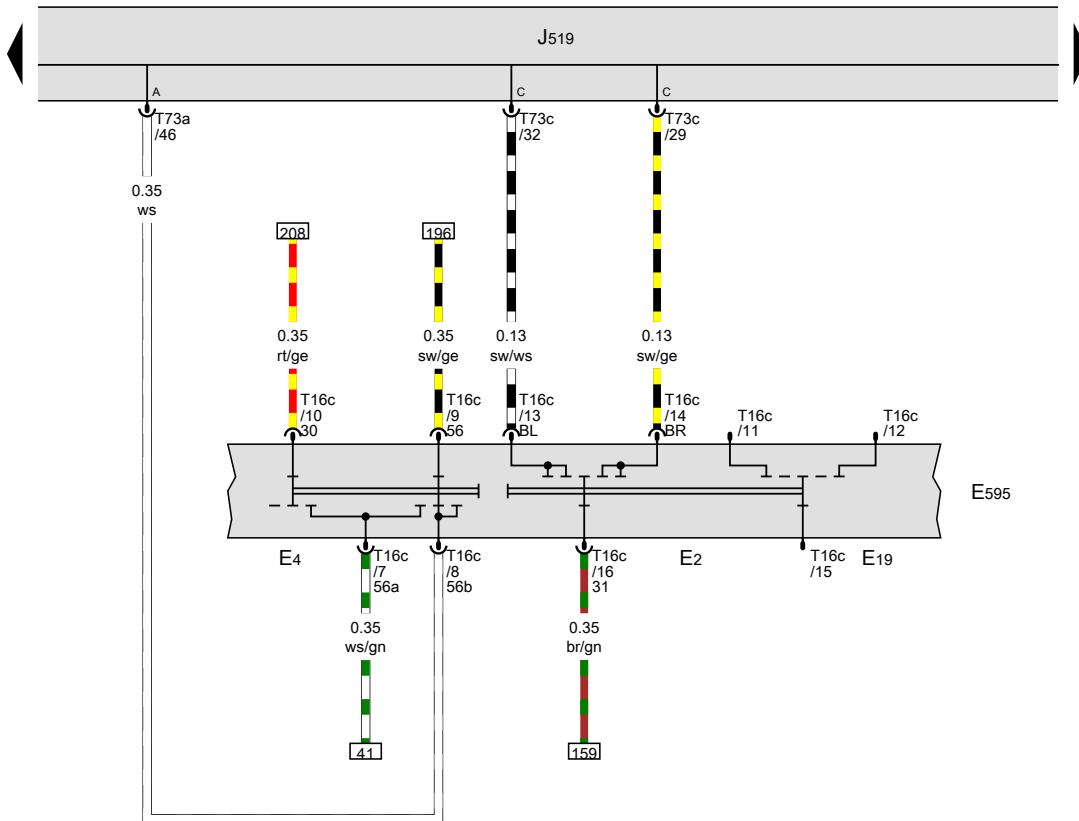 J519
A
C
C
T73a
/46
T73c
/32
T73c
/29
0.35
ws
208
196
0.35
rt/ge
0.35
sw/ge
0.13
sw/ws
0.13
sw/ge
T16c
/10
30
T16c
/9
56
T16c
/13
BL
T16c
/14
BR
T16c
/11
T16c
/12
E595
E4
T16c
/7
56a
T16c
/8
56b
T16c
/16
31
E2
T16c
/15
E19
0.35
ws/gn
0.35
br/gn
41
159